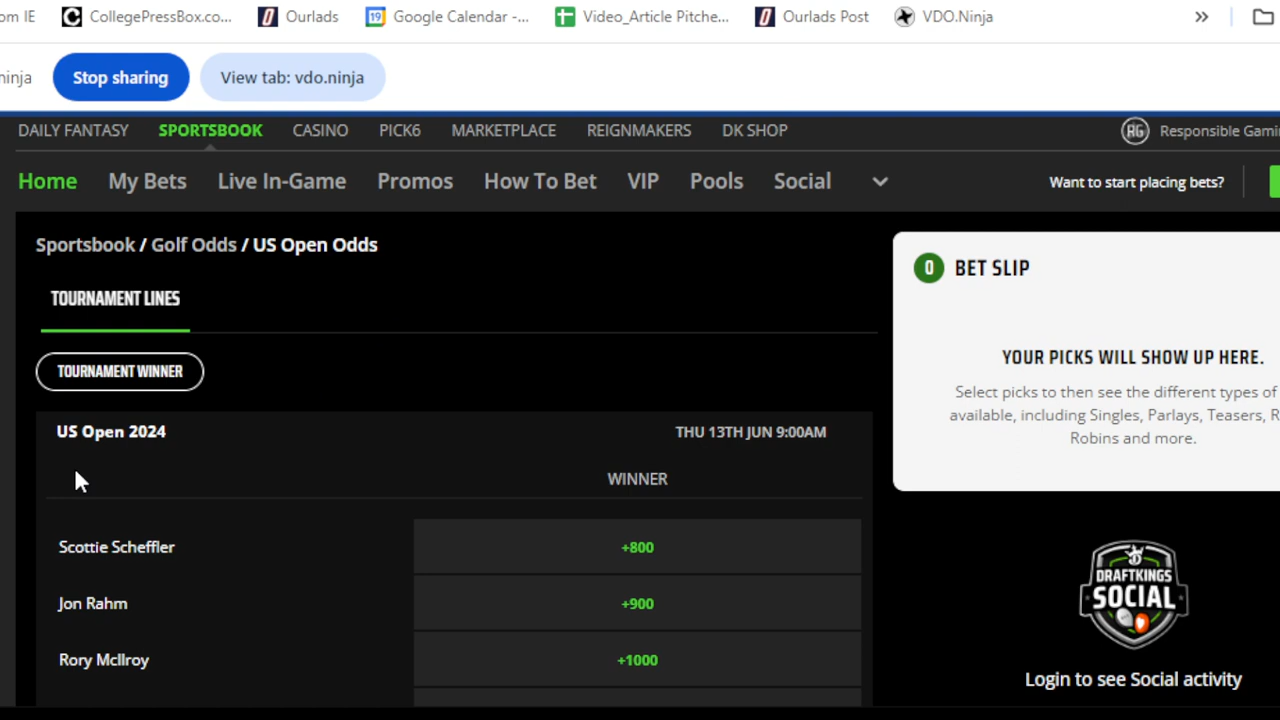 om IE CollegePressBox.co... Ourlads 19 Google Calendar -... Video_Article Pitche... Ourlads Post VDO.Ninja »
ninja Stop sharing View tab: vdo.ninja
DAILY FANTASY SPORTSBOOK CASINO PICK6 MARKETPLACE REIGNMAKERS DK SHOP RG Responsible Gami
Home My Bets Live In-Game Promos How To Bet VIP Pools Social Want to start placing bets?
Sportsbook / Golf Odds / US Open Odds
0 BET SLIP
TOURNAMENT LINES
YOUR PICKS WILL SHOW UP HERE.
TOURNAMENT WINNER
Select picks to then see the different types of
available, including Singles, Parlays, Teasers, R
Robins and more.
US Open 2024 THU 13TH JUN 9:00AM
WINNER
Scottie Scheffler +800
Jon Rahm +900
Rory McIlroy +1000
DRAFTKINGS
SOCIAL
Login to see Social activity